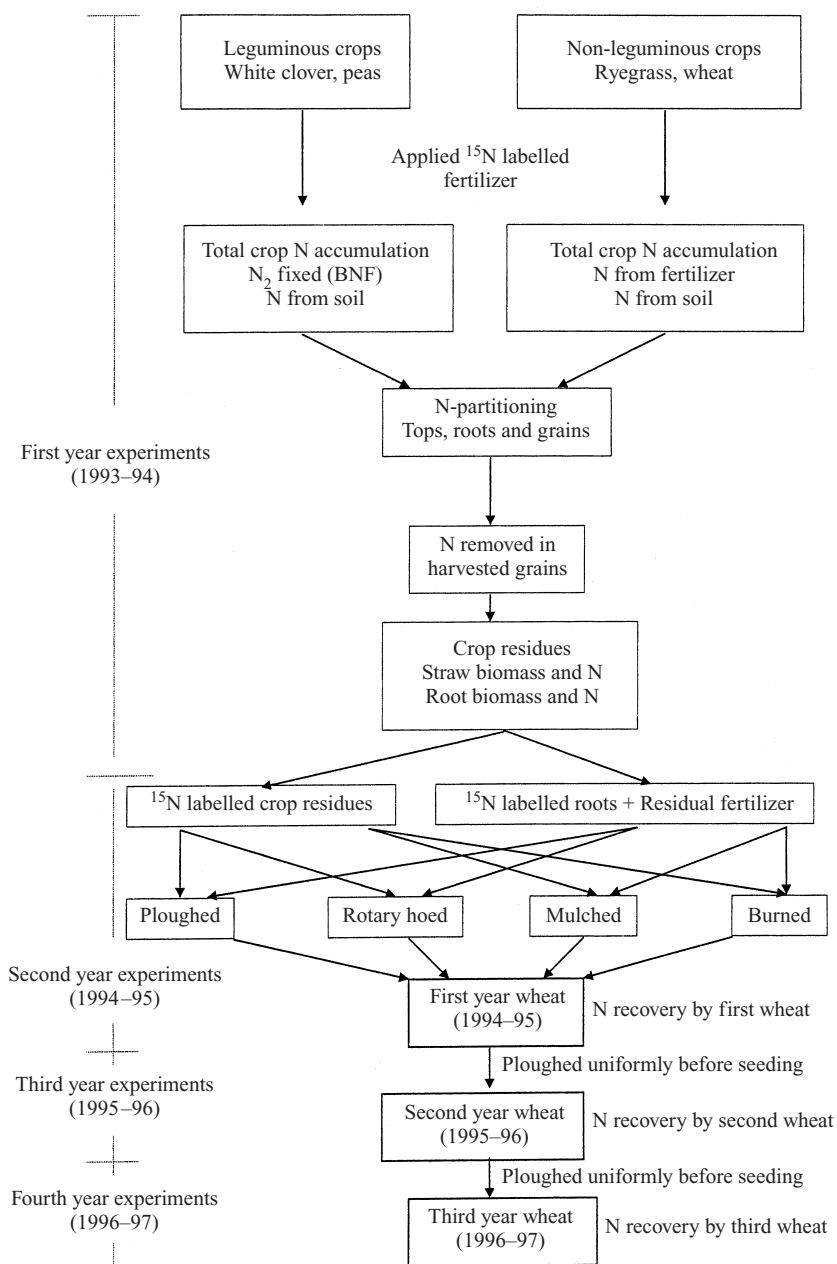 Leguminous crops
White clover, peas
Non-leguminous crops
Ryegrass, wheat
Applied ¹⁵N labelled
fertilizer
Total crop N accumulation
N₂ fixed (BNF)
N from soil
Total crop N accumulation
N from fertilizer
N from soil
N-partitioning
Tops, roots and grains
First year experiments
(1993–94)
N removed in
harvested grains
Crop residues
Straw biomass and N
Root biomass and N
¹⁵N labelled crop residues
¹⁵N labelled roots + Residual fertilizer
Ploughed
Rotary hoed
Mulched
Burned
Second year experiments
(1994–95)
First year wheat
(1994–95)
N recovery by first wheat
Ploughed uniformly before seeding
Third year experiments
(1995–96)
Second year wheat
(1995–96)
N recovery by second wheat
Ploughed uniformly before seeding
Fourth year experiments
(1996–97)
Third year wheat
(1996–97)
N recovery by third wheat